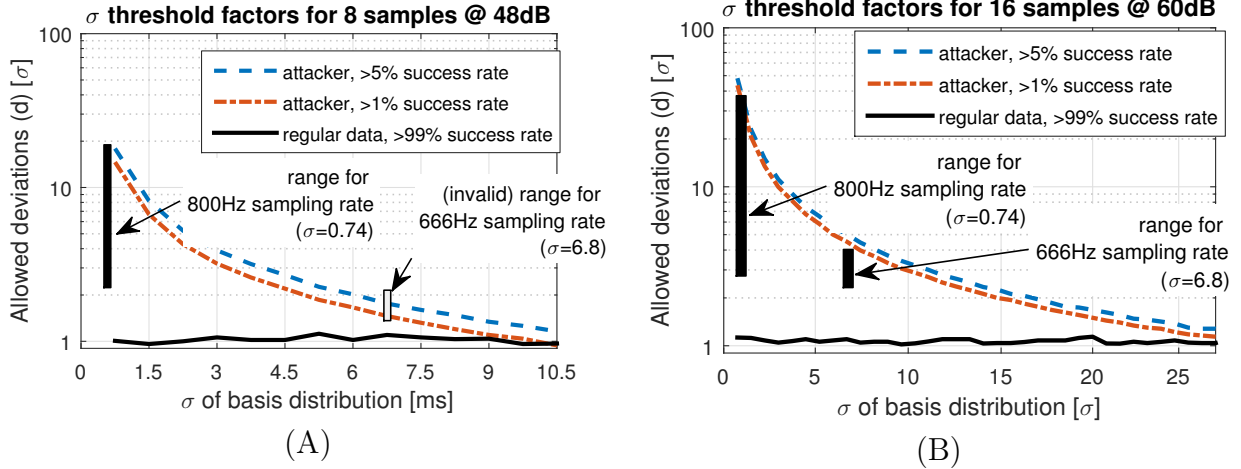 σ threshold factors for 8 samples @ 48dB
100
10
1
Allowed deviations (d) [σ]
attacker, >5% success rate
attacker, >1% success rate
regular data, >99% success rate
range for
800Hz sampling rate
(σ=0.74)
(invalid) range for
666Hz sampling rate
(σ=6.8)
0 1.5 3 4.5 6 7.5 9 10.5
σ of basis distribution [ms]
(A)
σ threshold factors for 16 samples @ 60dB
100
10
1
Allowed deviations (d) [σ]
attacker, >5% success rate
attacker, >1% success rate
regular data, >99% success rate
range for
800Hz sampling rate
(σ=0.74)
range for
666Hz sampling rate
(σ=6.8)
0 5 10 15 20 25
σ of basis distribution [σ]
(B)